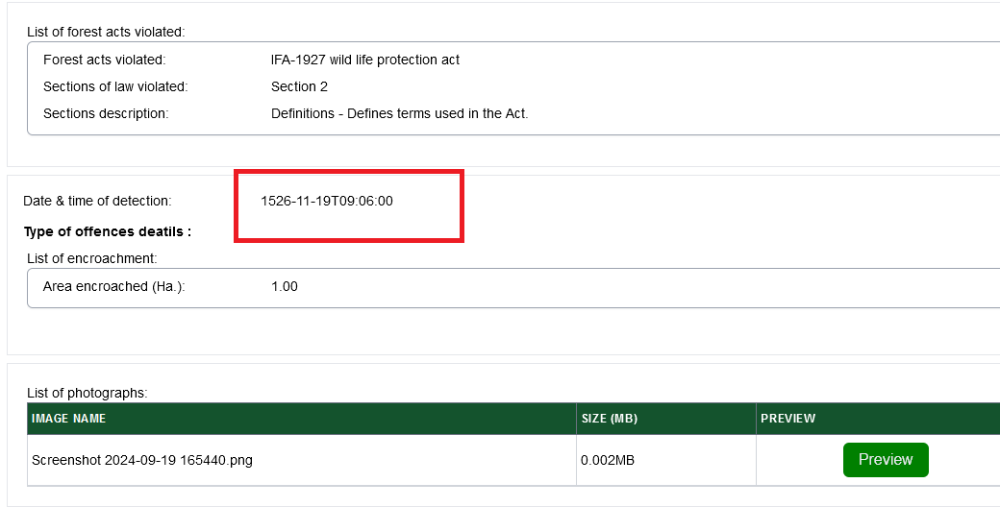 List of forest acts violated:
Forest acts violated: IFA-1927 wild life protection act
Sections of law violated: Section 2
Sections description: Definitions - Defines terms used in the Act.
Date & time of detection: 1526-11-19T09:06:00
Type of offences deatils :
List of encroachment:
Area encroached (Ha.): 1.00
List of photographs:
IMAGE NAME SIZE (MB) PREVIEW
Screenshot 2024-09-19 165440.png 0.002MB Preview